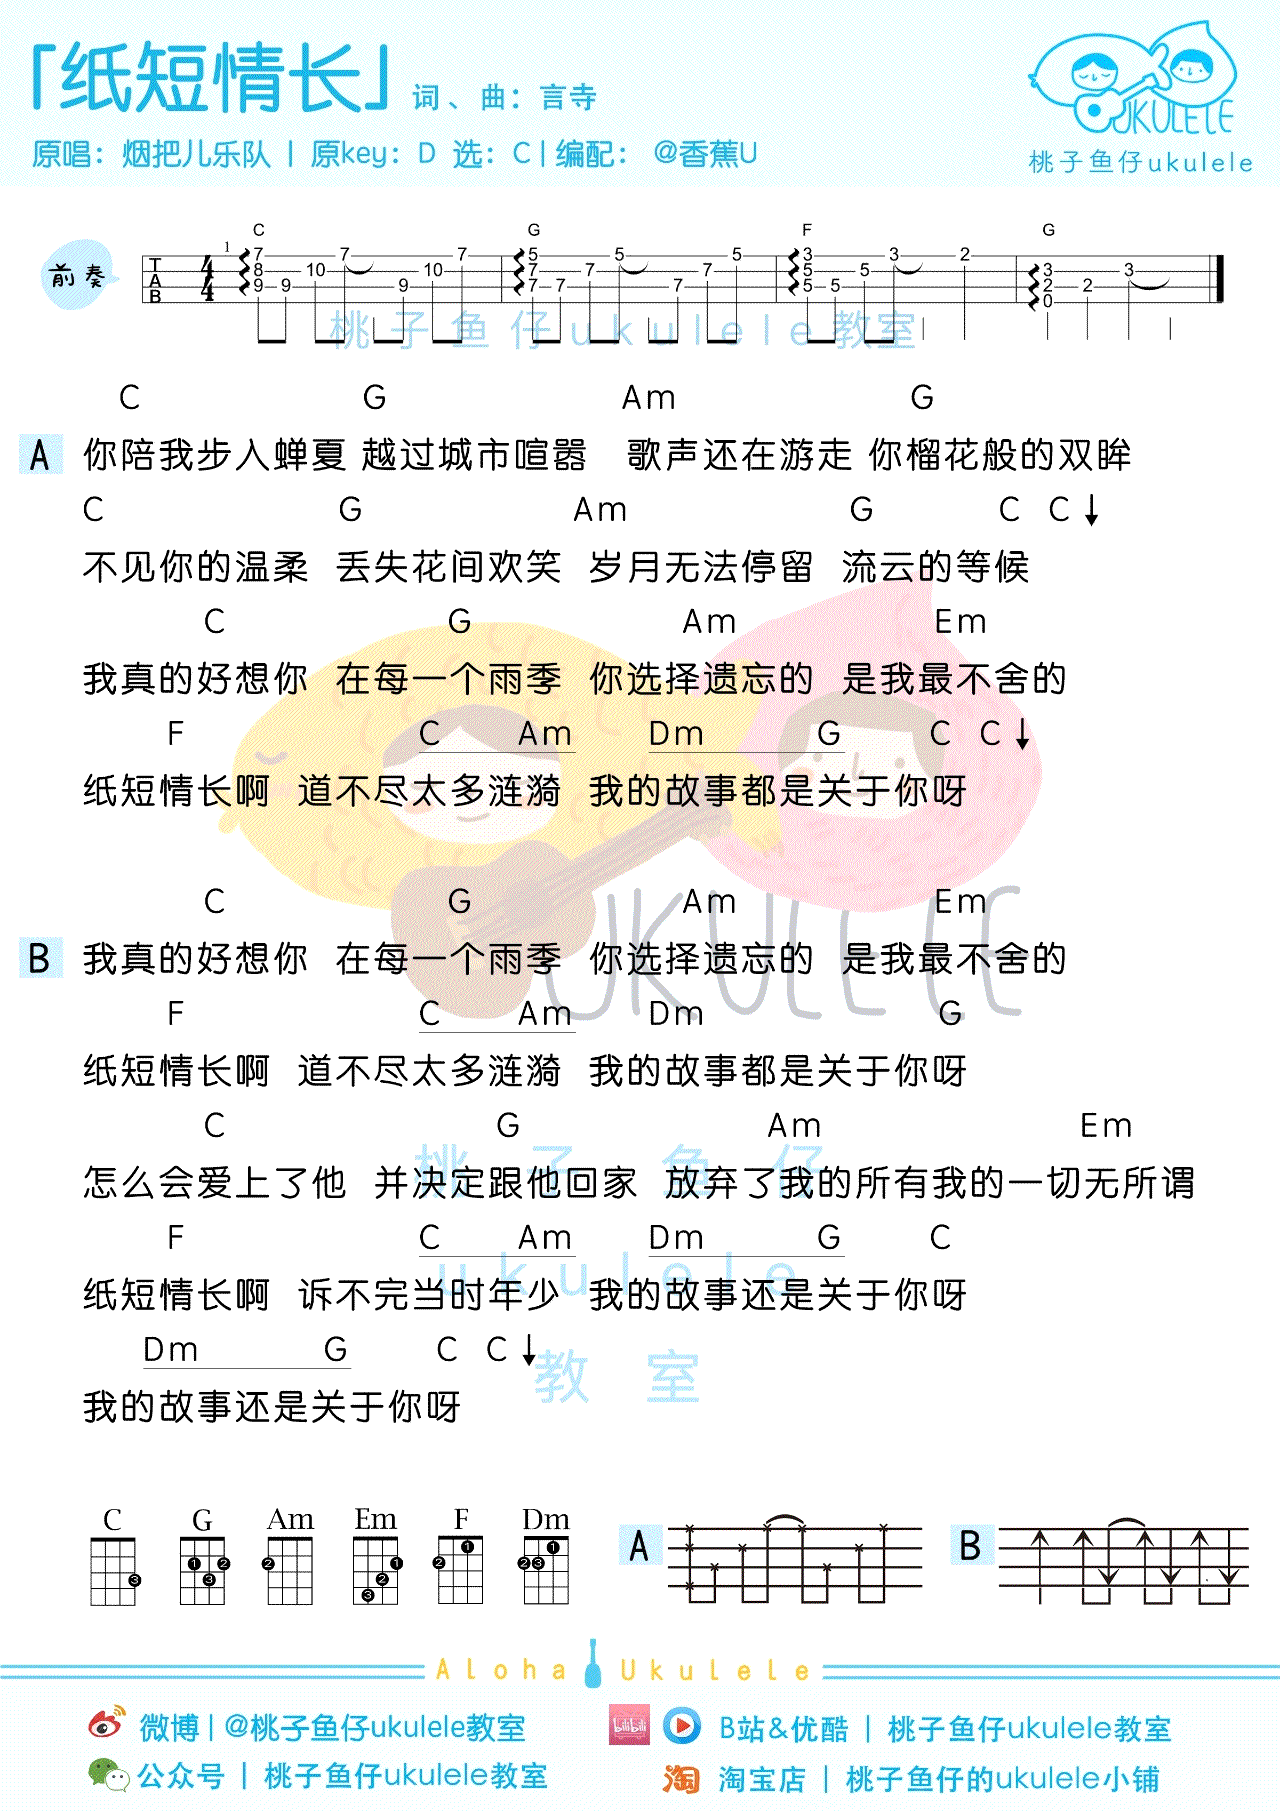 「纸短情长」 词、曲：言寺
原唱：烟把儿乐队 | 原key：D 选：C | 编配： @香蕉U
UKULELE
桃子鱼仔ukulele
前奏
C G F G
1
T A B 4/4
7 7 7 5 5 5 3 3 2
8 10 10 7 7 7 5 5 3 3
9 9 9 7 7 7 5 5 2 2
0
桃子鱼仔ukulele教室
C G Am G
A 你陪我步入蝉夏 越过城市喧嚣 歌声还在游走 你榴花般的双眸
C G Am G C C↓
不见你的温柔 丢失花间欢笑 岁月无法停留 流云的等候
C G Am Em
我真的好想你 在每一个雨季 你选择遗忘的 是我最不舍的
F C Am Dm G C C↓
纸短情长啊 道不尽太多涟漪 我的故事都是关于你呀
C G Am Em
UKULELE
B 我真的好想你 在每一个雨季 你选择遗忘的 是我最不舍的
F C Am Dm G
纸短情长啊 道不尽太多涟漪 我的故事都是关于你呀
C G Am Em
桃子鱼仔
怎么会爱上了他 并决定跟他回家 放弃了我的所有我的一切无所谓
F C Am Dm G C
ukulele
纸短情长啊 诉不完当时年少 我的故事还是关于你呀
Dm G C C↓
教室
我的故事还是关于你呀
C G Am Em F Dm
3
1 2 3
2
1 2 3
1 2
1 2 3
A B
Aloha Ukulele
微博 | @桃子鱼仔ukulele教室
bilibili B站&优酷 | 桃子鱼仔ukulele教室
公众号 | 桃子鱼仔ukulele教室
淘 淘宝店 | 桃子鱼仔的ukulele小铺